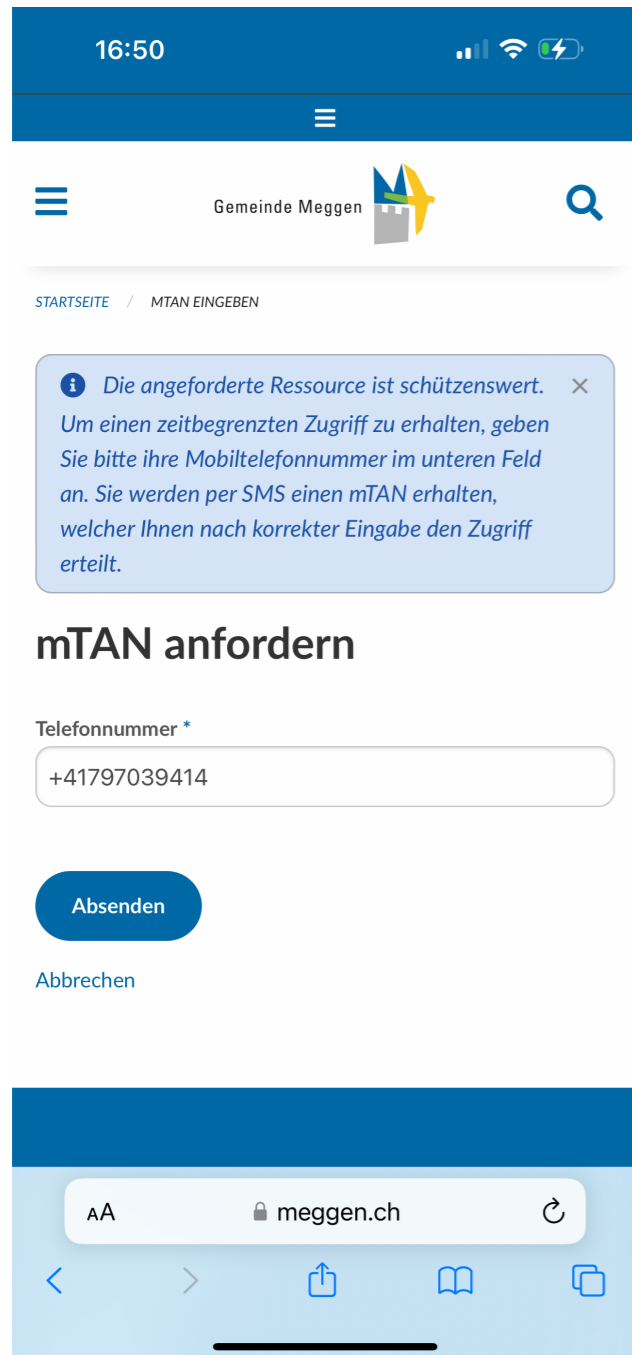 16:50
Gemeinde Meggen
STARTSEITE / MTAN EINGEBEN
Die angeforderte Ressource ist schützenswert.
Um einen zeitbegrenzten Zugriff zu erhalten, geben
Sie bitte ihre Mobiltelefonnummer im unteren Feld
an. Sie werden per SMS einen mTAN erhalten,
welcher Ihnen nach korrekter Eingabe den Zugriff
erteilt.
mTAN anfordern
Telefonnummer *
+41797039414
Absenden
Abbrechen
AA meggen.ch